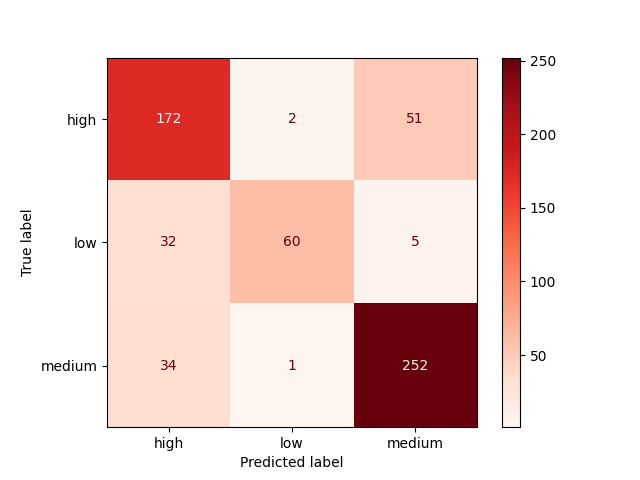 250
high 172 2 51
200
True label
150
low 32 60 5
100
medium 34 1 252
50
high low medium
Predicted label